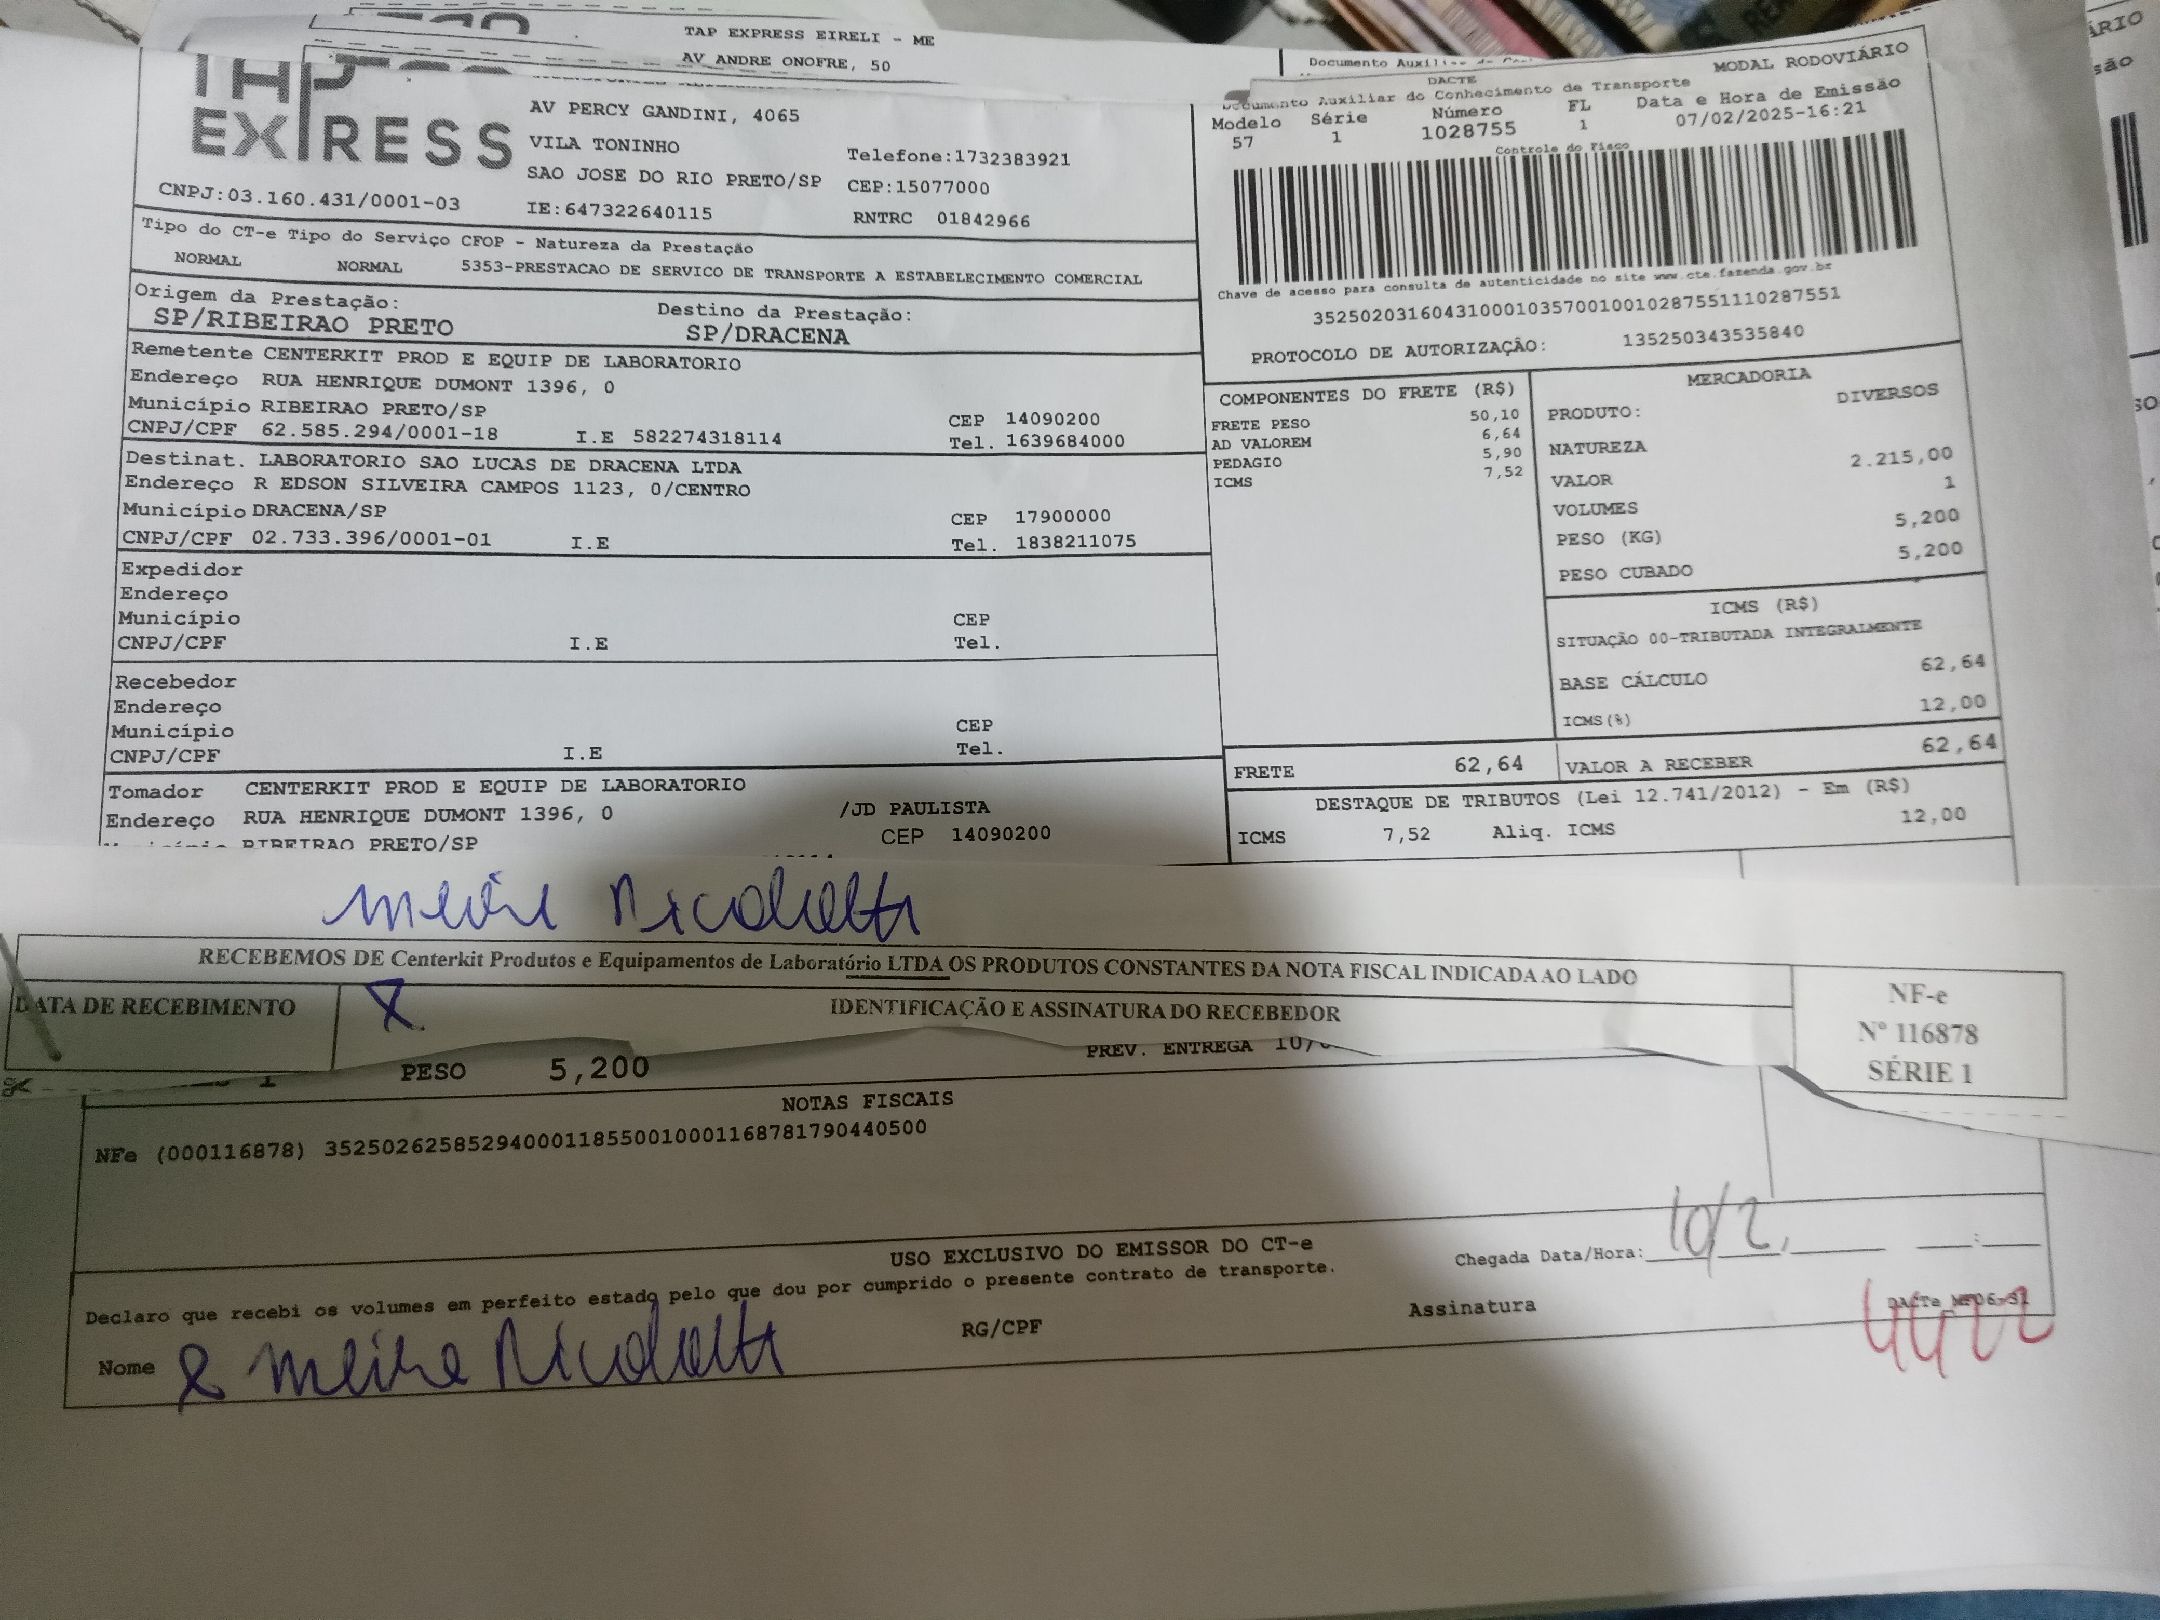 TAP EXPRESS EIRELI - ME
AV ANDRE ONOFRE, 50
TAP
EXPRESS
AV PERCY GANDINI, 4065
VILA TONINHO
Telefone:1732383921
SAO JOSE DO RIO PRETO/SP CEP:15077000
CNPJ:03.160.431/0001-03 IE:647322640115 RNTRC 01842966
MODAL RODOVIÁRIO
DACTE
Documento Auxiliar do Conhecimento de Transporte
Modelo Série Número FL Data e Hora de Emissão
57 1 1028755 1 07/02/2025-16:21
Controle do Fisco
Chave de acesso para consulta de autenticidade no site www.cte.fazenda.gov.br
35250203160431000103570010010287551110287551
PROTOCOLO DE AUTORIZAÇÃO: 135250343535840
Tipo do CT-e Tipo do Serviço CFOP - Natureza da Prestação
NORMAL NORMAL 5353-PRESTACAO DE SERVICO DE TRANSPORTE A ESTABELECIMENTO COMERCIAL
Origem da Prestação: Destino da Prestação:
SP/RIBEIRAO PRETO SP/DRACENA
Remetente CENTERKIT PROD E EQUIP DE LABORATORIO
Endereço RUA HENRIQUE DUMONT 1396, 0
Município RIBEIRAO PRETO/SP CEP 14090200
CNPJ/CPF 62.585.294/0001-18 I.E 582274318114 Tel. 1639684000
Destinat. LABORATORIO SAO LUCAS DE DRACENA LTDA
Endereço R EDSON SILVEIRA CAMPOS 1123, 0/CENTRO
Município DRACENA/SP CEP 17900000
CNPJ/CPF 02.733.396/0001-01 I.E Tel. 1838211075
Expedidor
Endereço
Município CEP
CNPJ/CPF I.E Tel.
Recebedor
Endereço
Município CEP
CNPJ/CPF I.E Tel.
Tomador CENTERKIT PROD E EQUIP DE LABORATORIO
Endereço RUA HENRIQUE DUMONT 1396, 0 /JD PAULISTA
RIBEIRAO PRETO/SP CEP 14090200
COMPONENTES DO FRETE (R$)
FRETE PESO 50,10
AD VALOREM 6,64
PEDAGIO 5,90
ICMS 7,52
MERCADORIA
PRODUTO: DIVERSOS
NATUREZA
VALOR 2.215,00
VOLUMES 1
PESO (KG) 5,200
PESO CUBADO 5,200
ICMS (R$)
SITUAÇÃO 00-TRIBUTADA INTEGRALMENTE
BASE CÁLCULO 62,64
ICMS(%) 12,00
FRETE 62,64 VALOR A RECEBER 62,64
DESTAQUE DE TRIBUTOS (Lei 12.741/2012) - Em (R$)
ICMS 7,52 Aliq. ICMS 12,00
Meire Nicoletti
RECEBEMOS DE Centerkit Produtos e Equipamentos de Laboratório LTDA OS PRODUTOS CONSTANTES DA NOTA FISCAL INDICADA AO LADO
DATA DE RECEBIMENTO X IDENTIFICAÇÃO E ASSINATURA DO RECEBEDOR
NF-e
Nº 116878
SÉRIE 1
PESO 5,200 PREV. ENTREGA 10/
NOTAS FISCAIS
NFe (000116878) 35250262585294000118550010001168781790440500
USO EXCLUSIVO DO EMISSOR DO CT-e
Chegada Data/Hora: 10/2
Declaro que recebi os volumes em perfeito estado pelo que dou por cumprido o presente contrato de transporte.
Nome Meire Nicoletti RG/CPF Assinatura